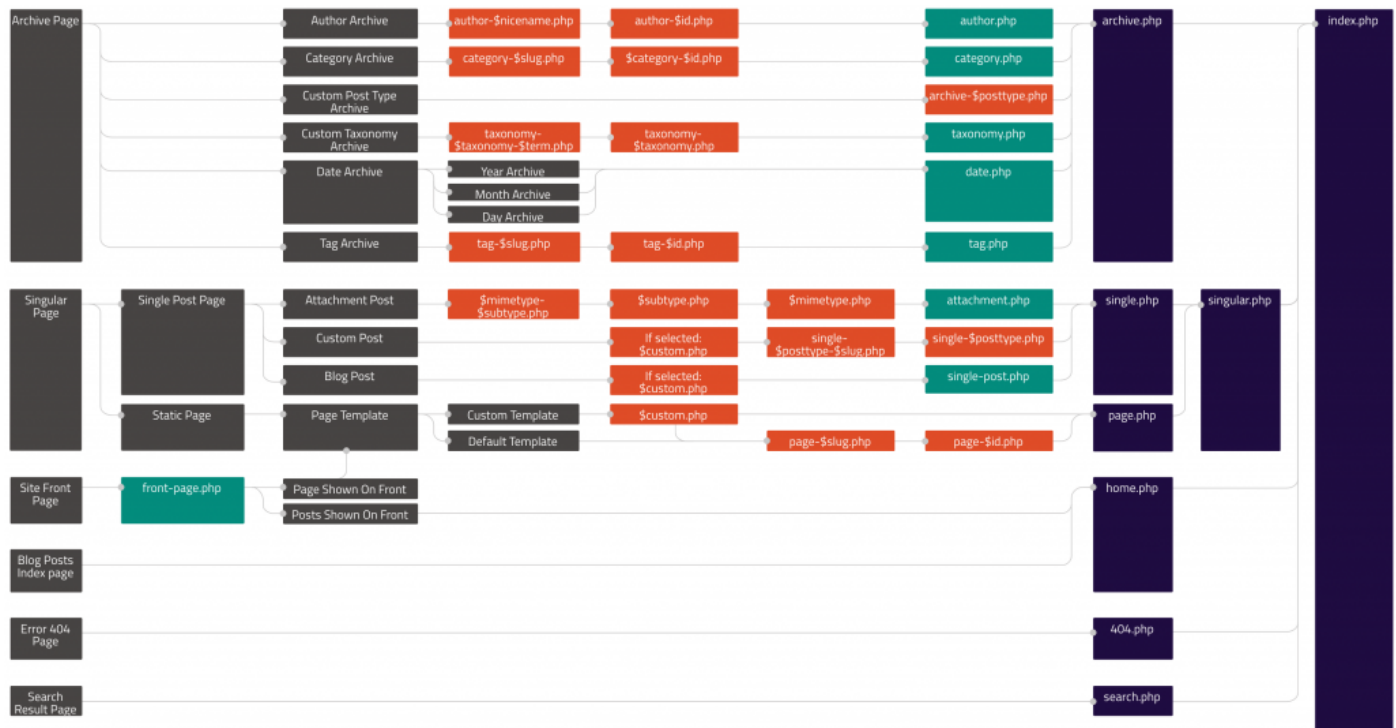 Archive Page
Author Archive
author-$nicename.php
author-$id.php
author.php
archive.php
index.php
Category Archive
category-$slug.php
$category-$id.php
category.php
Custom Post Type
Archive
archive-$posttype.php
Custom Taxonomy
Archive
taxonomy-
$taxonomy-$term.php
taxonomy-
$taxonomy.php
taxonomy.php
Date Archive
Year Archive
Month Archive
Day Archive
date.php
Tag Archive
tag-$slug.php
tag-$id.php
tag.php
Singular
Page
Single Post Page
Attachment Post
$mimetype-
$subtype.php
$subtype.php
$mimetype.php
attachment.php
single.php
singular.php
Custom Post
If selected:
$custom.php
single-
$posttype-$slug.php
single-$posttype.php
Blog Post
If selected:
$custom.php
single-post.php
Static Page
Page Template
Custom Template
$custom.php
page.php
Default Template
page-$slug.php
page-$id.php
Site Front
Page
front-page.php
Page Shown On Front
Posts Shown On Front
home.php
Blog Posts
Index page
Error 404
Page
404.php
Search
Result Page
search.php